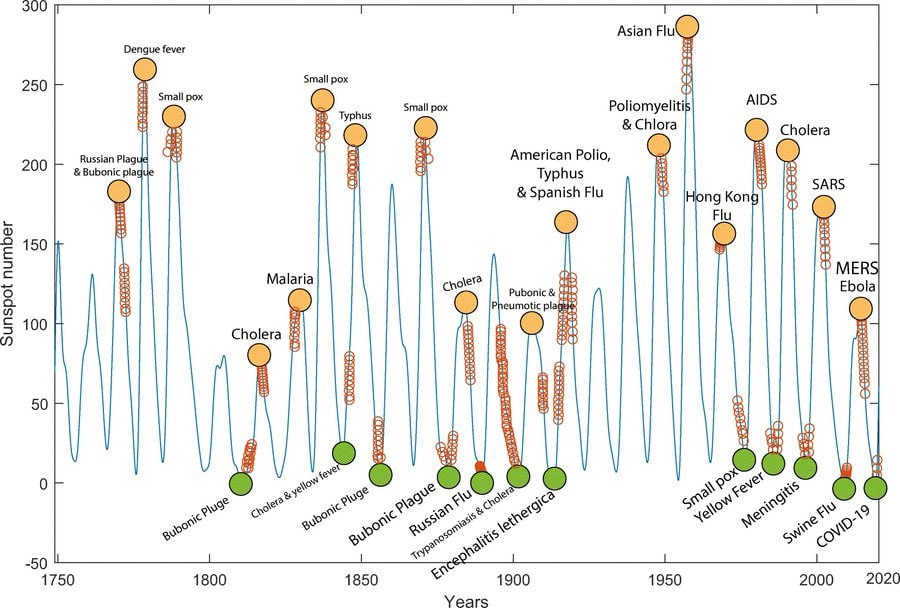 300
250
200
150
100
50
0
-50
Sunspot number
1750
1800
1850
1900
1950
2000
2020
Years
Dengue fever
Small pox
Russian Plague
& Bubonic plague
Cholera
Malaria
Small pox
Typhus
Small pox
Cholera
Pubonic &
Pneumotic plague
American Polio,
Typhus
& Spanish Flu
Poliomyelitis
& Chlora
Asian Flu
Hong Kong
Flu
AIDS
Cholera
SARS
MERS
Ebola
Bubonic Pluge
Cholera & yellow fever
Bubonic Pluge
Bubonic Plague
Russian Flu
Trypanosomiasis & Cholera
Encephalitis lethergica
Small pox
Yellow Fever
Meningitis
Swine Flu
COVID-19